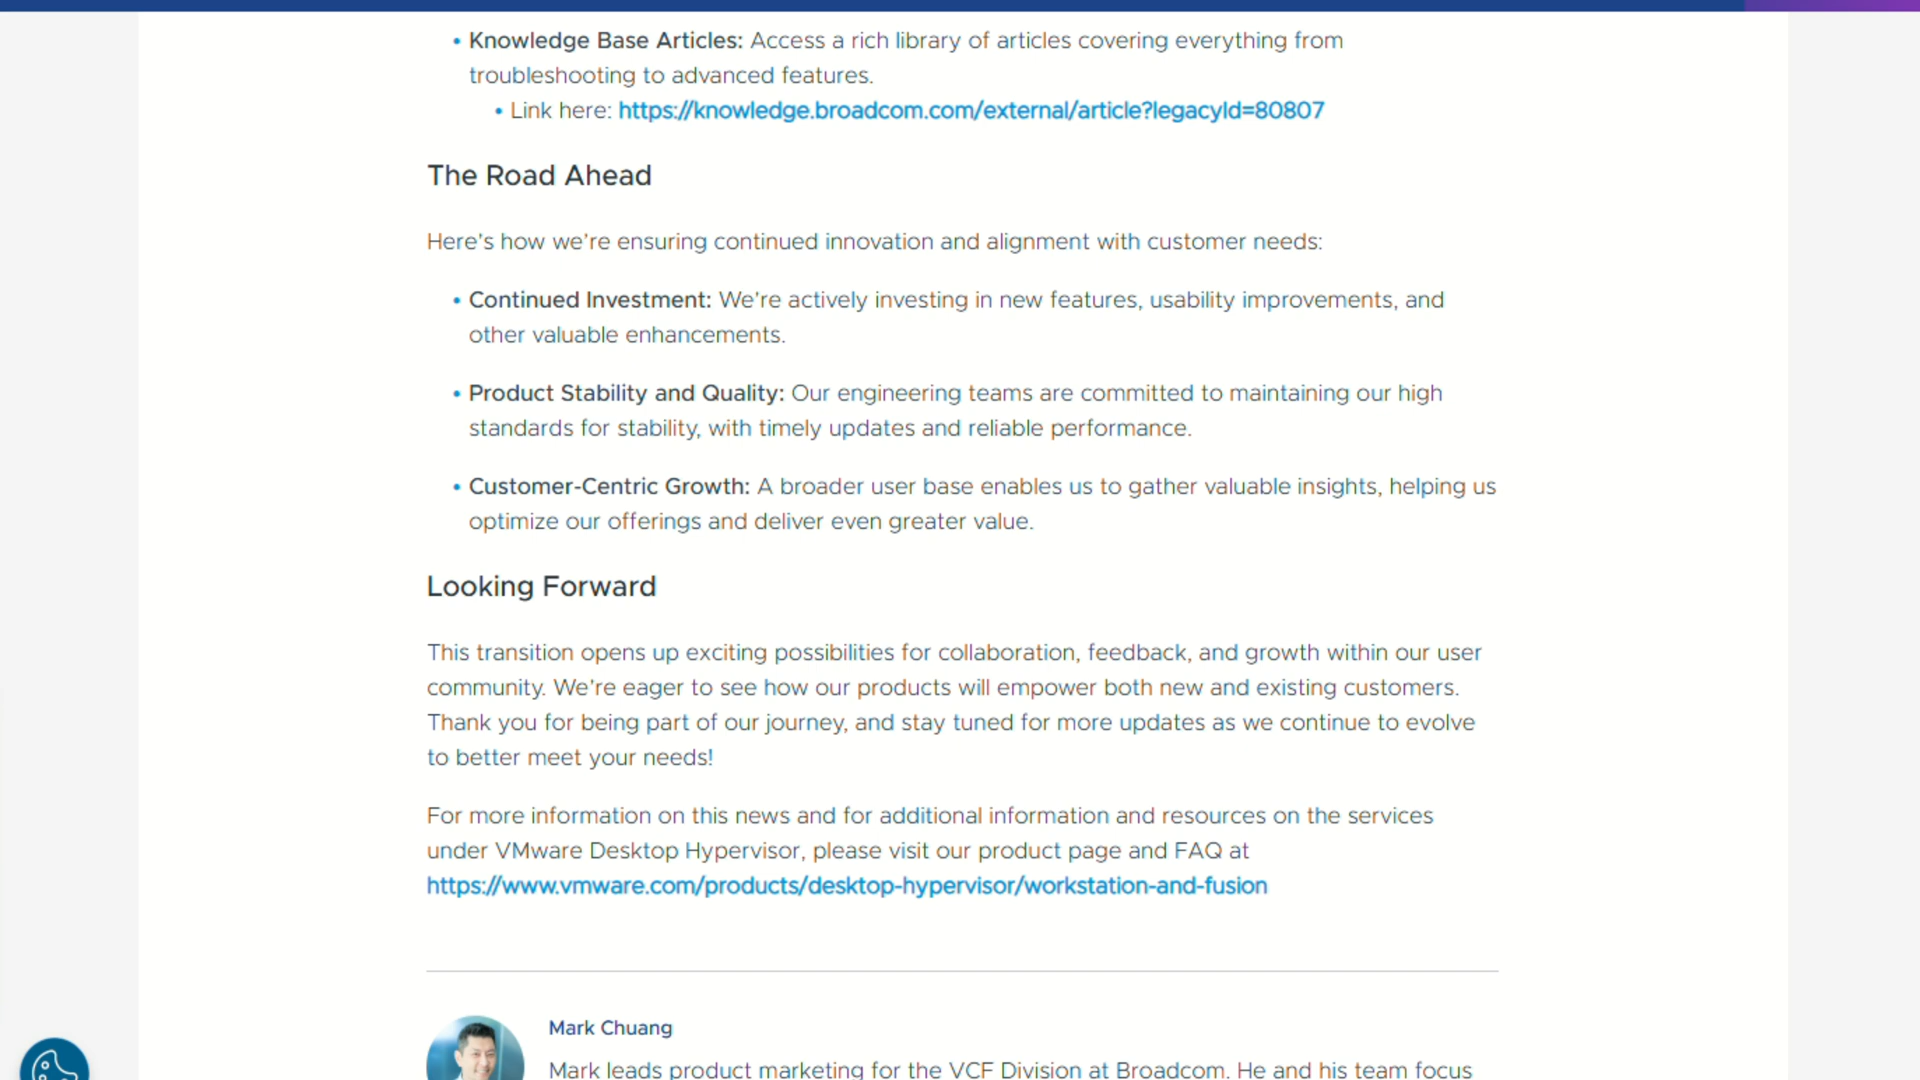 • Knowledge Base Articles: Access a rich library of articles covering everything from
troubleshooting to advanced features.
• Link here: https://knowledge.broadcom.com/external/article?legacyId=80807
The Road Ahead
Here's how we're ensuring continued innovation and alignment with customer needs:
• Continued Investment: We're actively investing in new features, usability improvements, and
other valuable enhancements.
• Product Stability and Quality: Our engineering teams are committed to maintaining our high
standards for stability, with timely updates and reliable performance.
• Customer-Centric Growth: A broader user base enables us to gather valuable insights, helping us
optimize our offerings and deliver even greater value.
Looking Forward
This transition opens up exciting possibilities for collaboration, feedback, and growth within our user
community. We're eager to see how our products will empower both new and existing customers.
Thank you for being part of our journey, and stay tuned for more updates as we continue to evolve
to better meet your needs!
For more information on this news and for additional information and resources on the services
under VMware Desktop Hypervisor, please visit our product page and FAQ at
https://www.vmware.com/products/desktop-hypervisor/workstation-and-fusion
Mark Chuang
Mark leads product marketing for the VCF Division at Broadcom. He and his team focus